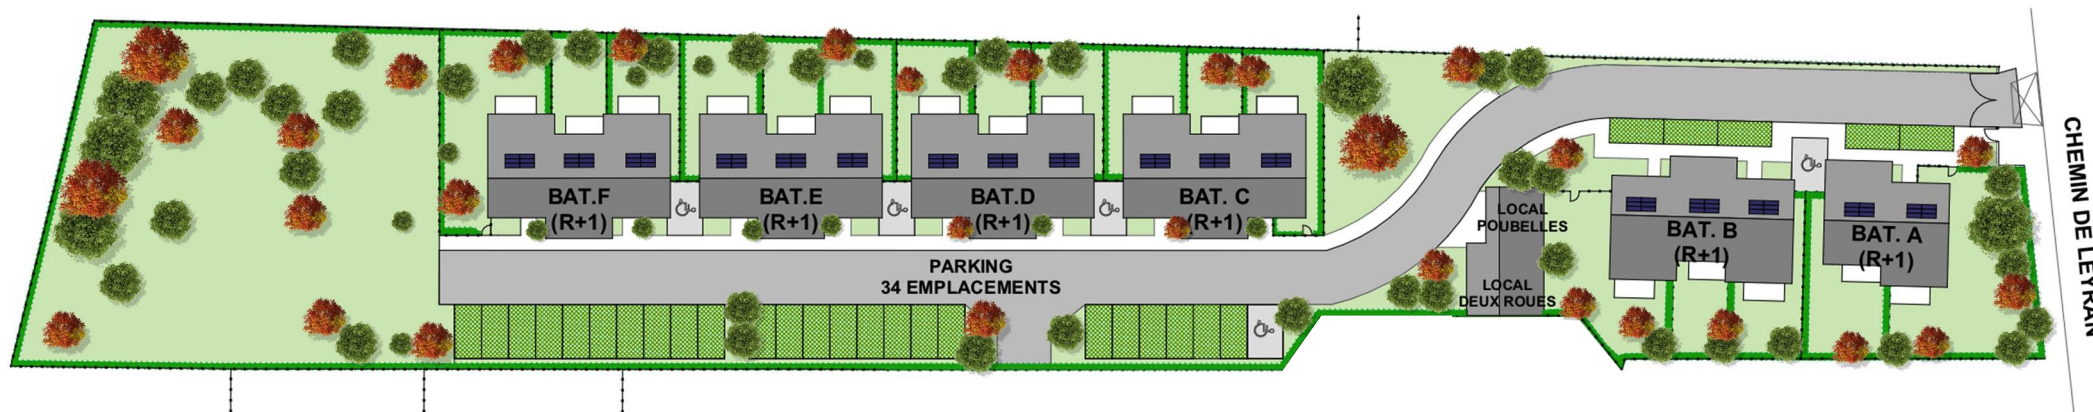 BAT.F
(R+1)
BAT.E
(R+1)
BAT.D
(R+1)
BAT. C
(R+1)
PARKING
34 EMPLACEMENTS
LOCAL
POUBELLES
LOCAL
DEUX ROUES
BAT. B
(R+1)
BAT. A
(R+1)
CHEMIN DE LEYRAN